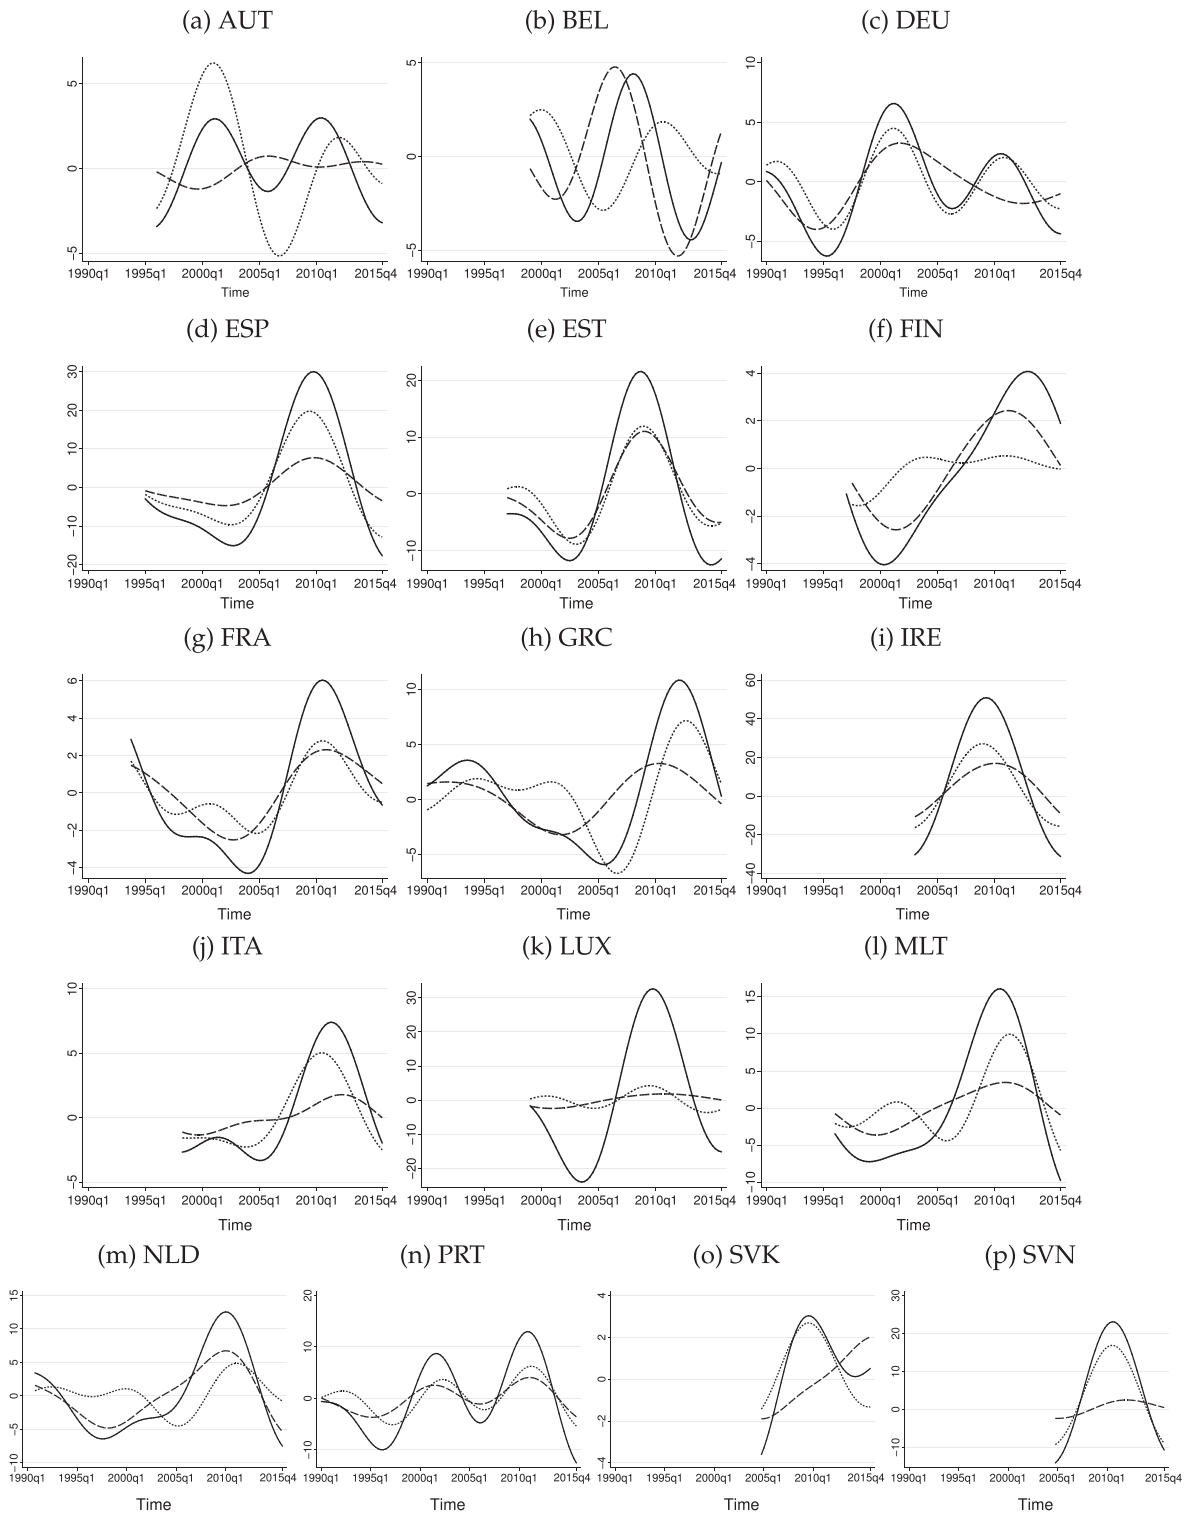 (a) AUT (b) BEL (c) DEU
5 0 −5
5 0 −5
10 5 0 −5
1990q1 1995q1 2000q1 2005q1 2010q1 2015q4
1990q1 1995q1 2000q1 2005q1 2010q1 2015q4
1990q1 1995q1 2000q1 2005q1 2010q1 2015q4
Time Time Time
(d) ESP (e) EST (f) FIN
30 20 10 0 −10 −20
20 10 0 −10
4 2 0 −2 −4
1990q1 1995q1 2000q1 2005q1 2010q1 2015q4
1990q1 1995q1 2000q1 2005q1 2010q1 2015q4
1990q1 1995q1 2000q1 2005q1 2010q1 2015q4
Time Time Time
(g) FRA (h) GRC (i) IRE
6 4 2 0 −2 −4
10 5 0 −5
60 40 20 0 −20 −40
1990q1 1995q1 2000q1 2005q1 2010q1 2015q4
1990q1 1995q1 2000q1 2005q1 2010q1 2015q4
1990q1 1995q1 2000q1 2005q1 2010q1 2015q4
Time Time Time
(j) ITA (k) LUX (l) MLT
10 5 0 −5
30 20 10 0 −10 −20
15 10 5 0 −5 −10
1990q1 1995q1 2000q1 2005q1 2010q1 2015q4
1990q1 1995q1 2000q1 2005q1 2010q1 2015q4
1990q1 1995q1 2000q1 2005q1 2010q1 2015q4
Time Time Time
(m) NLD (n) PRT (o) SVK (p) SVN
15 10 5 0 −5 −10
20 10 0 −10
4 2 0 −2 −4
30 20 10 0 −10
1990q1 1995q1 2000q1 2005q1 2010q1 2015q4
1990q1 1995q1 2000q1 2005q1 2010q1 2015q4
1990q1 1995q1 2000q1 2005q1 2010q1 2015q4
1990q1 1995q1 2000q1 2005q1 2010q1 2015q4
Time Time Time Time